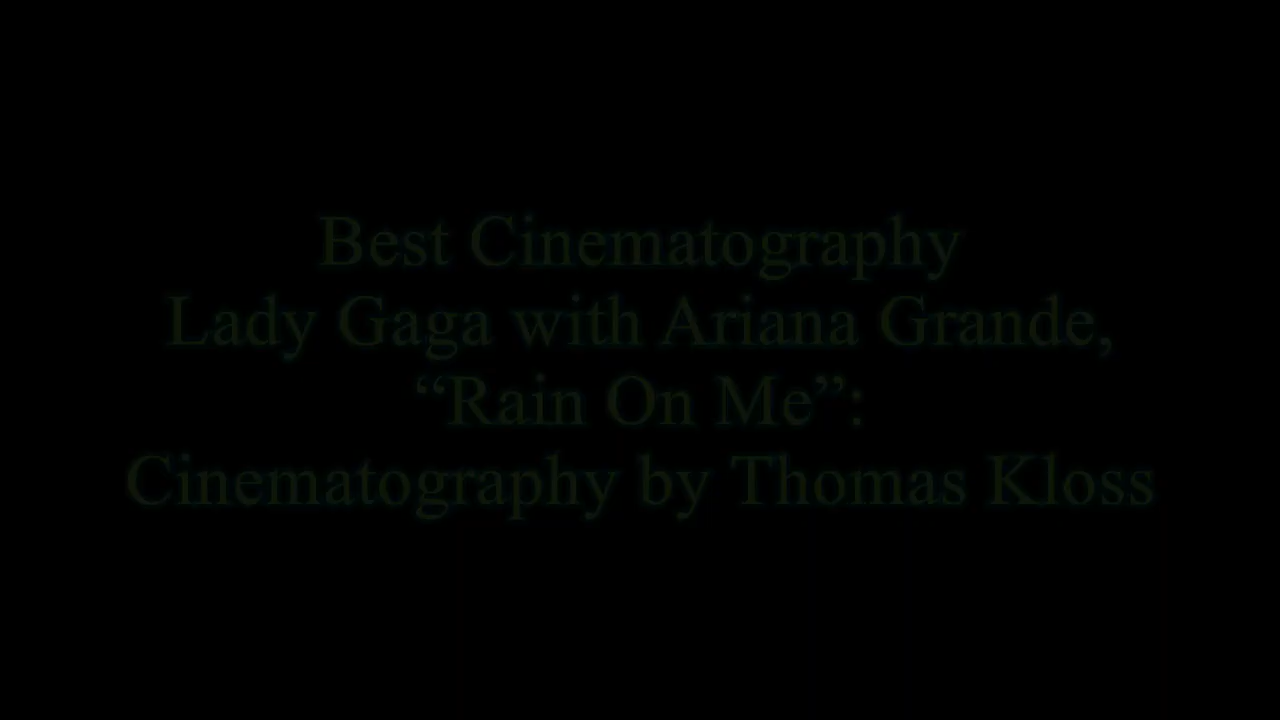 Best Cinematography
Lady Gaga with Ariana Grande,
“Rain On Me”:
Cinematography by Thomas Kloss